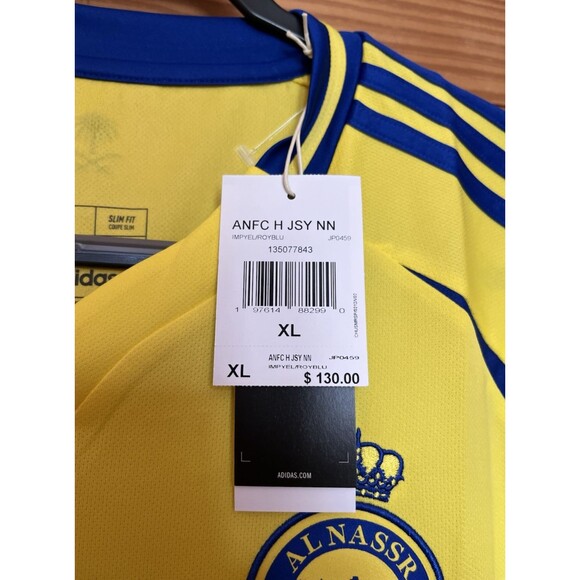 SLIM FIT
COUPE SLIM
adidas
ANFC H JSY NN
IMPYEL/ROYBLU JP0459
135077843
1 97614 88299 0
XL
ANFC H JSY NN JP0459
XL IMPYEL/ROYBLU
$ 130.00
ADIDAS.COM
AL NASSR